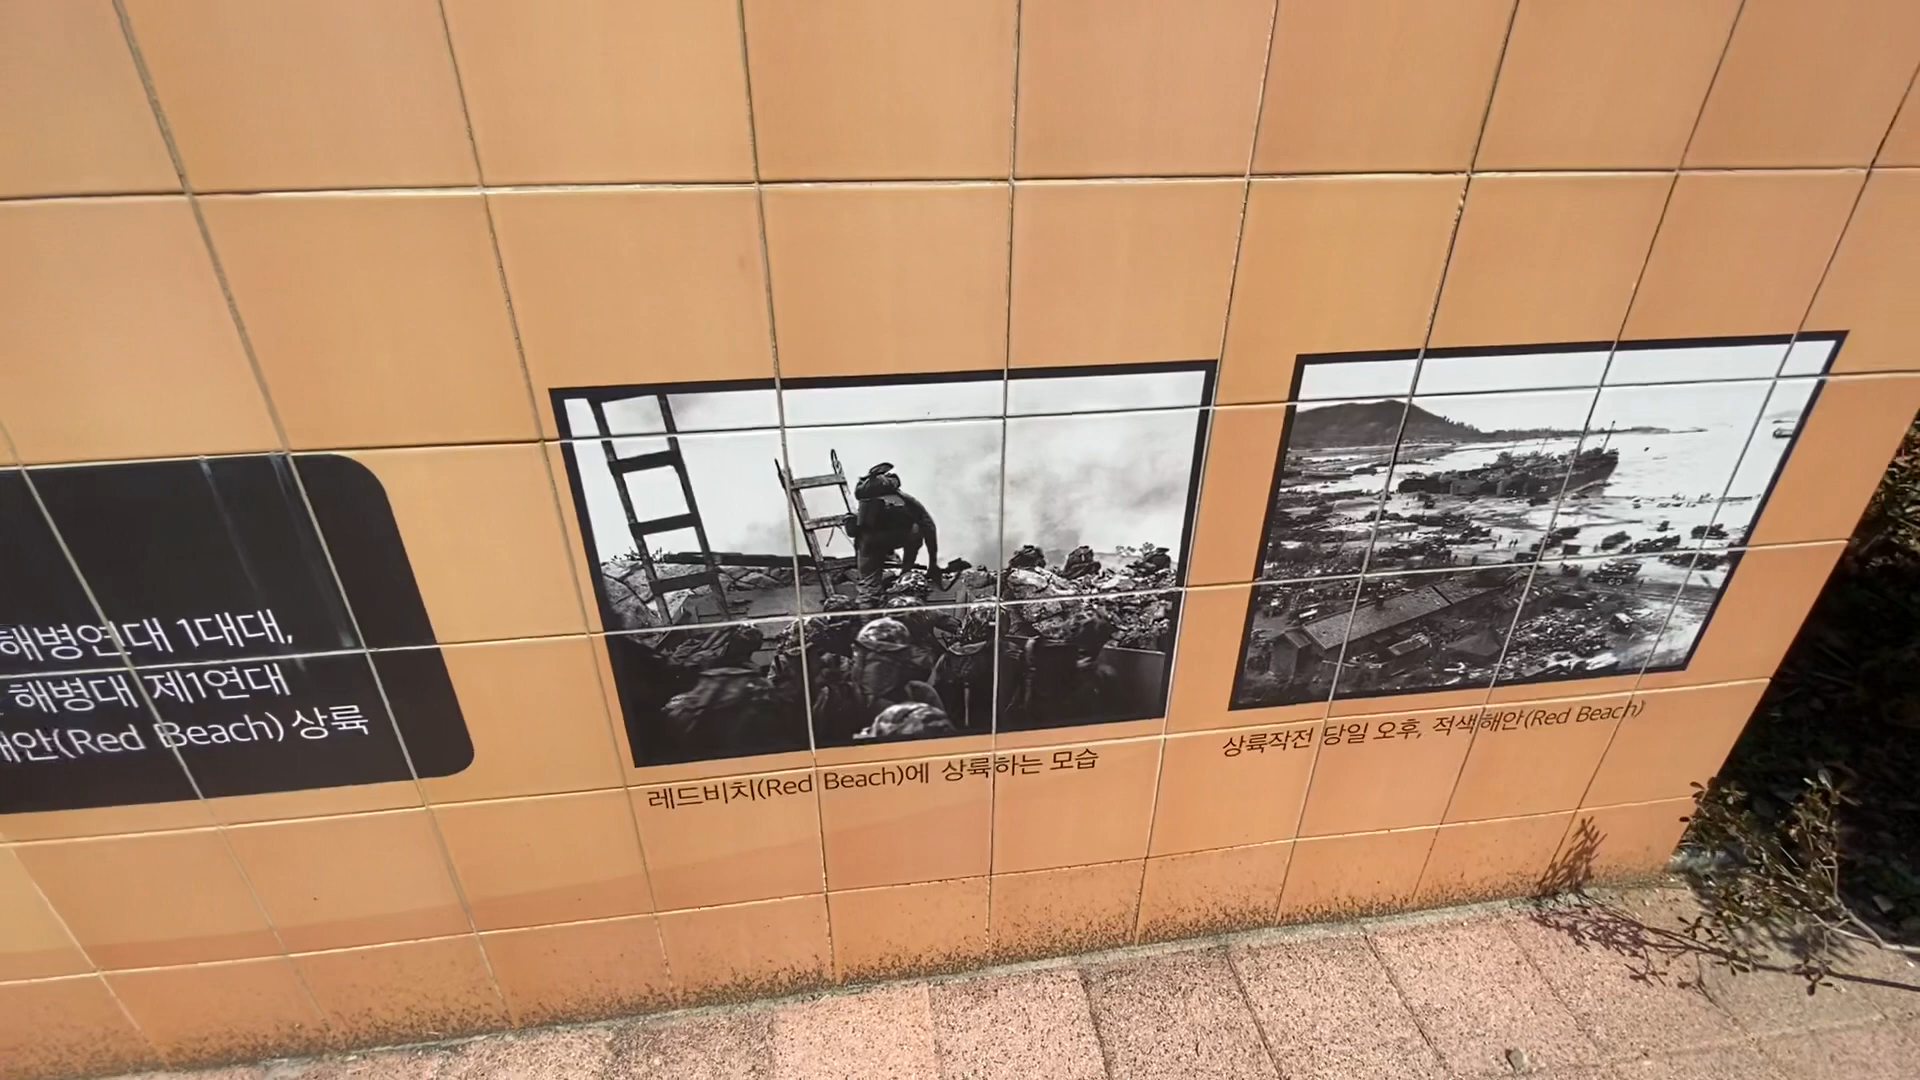 해병연대 1대대,
해병대 제1연대
해안(Red Beach) 상륙
레드비치(Red Beach)에 상륙하는 모습
상륙작전 당일 오후, 적색해안(Red Beach)